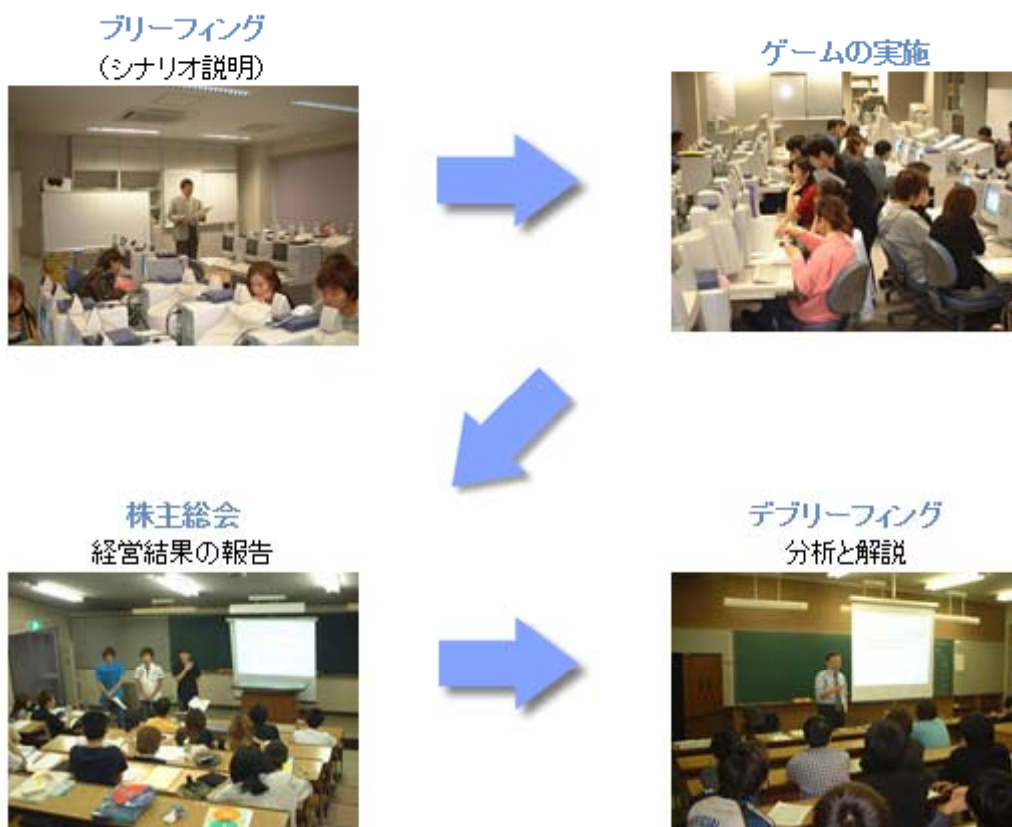 ブリーフィング
(シナリオ説明)
ゲームの実施
株主総会
経営結果の報告
デブリーフィング
分析と解説